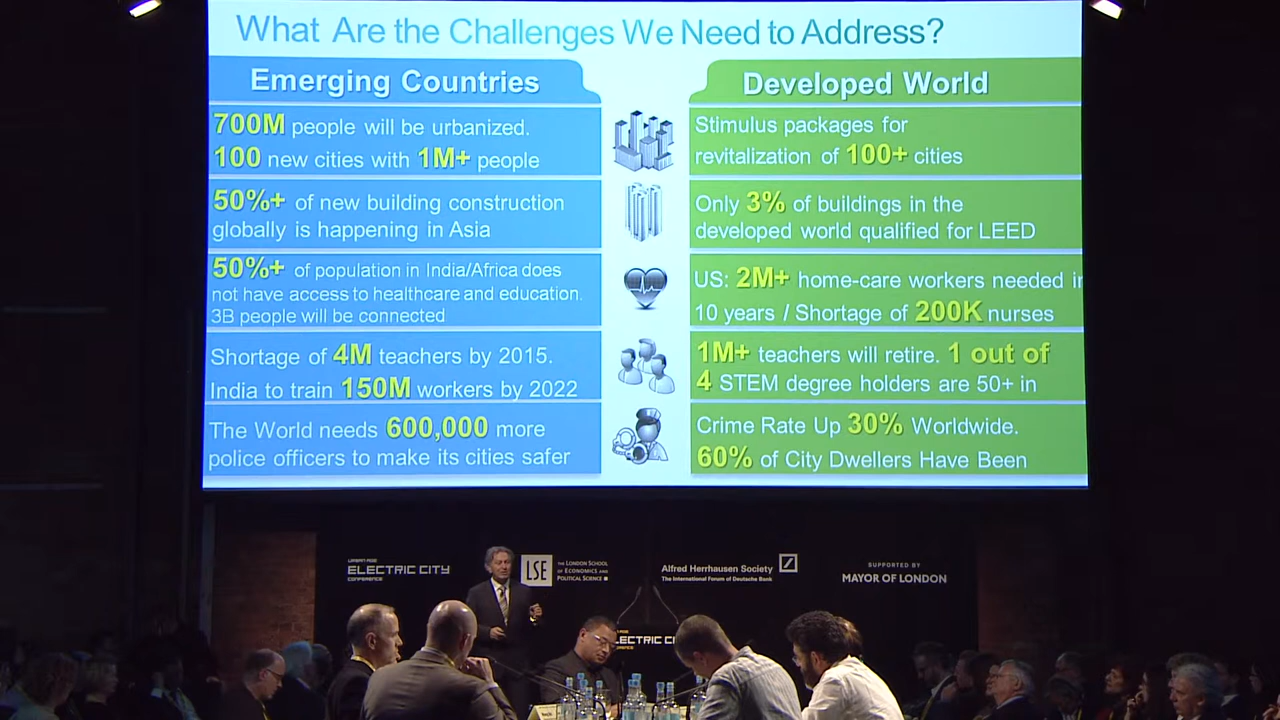 What Are the Challenges We Need to Address?
Emerging Countries
700M people will be urbanized.
100 new cities with 1M+ people
50%+ of new building construction
globally is happening in Asia
50%+ of population in India/Africa does
not have access to healthcare and education.
3B people will be connected
Shortage of 4M teachers by 2015.
India to train 150M workers by 2022
The World needs 600,000 more
police officers to make its cities safer
Developed World
Stimulus packages for
revitalization of 100+ cities
Only 3% of buildings in the
developed world qualified for LEED
US: 2M+ home-care workers needed in
10 years / Shortage of 200K nurses
1M+ teachers will retire. 1 out of
4 STEM degree holders are 50+ in
Crime Rate Up 30% Worldwide.
60% of City Dwellers Have Been
URBAN AGE
ELECTRIC CITY
CONFERENCE
LSE
THE LONDON SCHOOL
OF ECONOMICS AND
POLITICAL SCIENCE
Alfred Herrhausen Society
The International Forum of Deutsche Bank
SUPPORTED BY
MAYOR OF LONDON
ELECTRIC CI